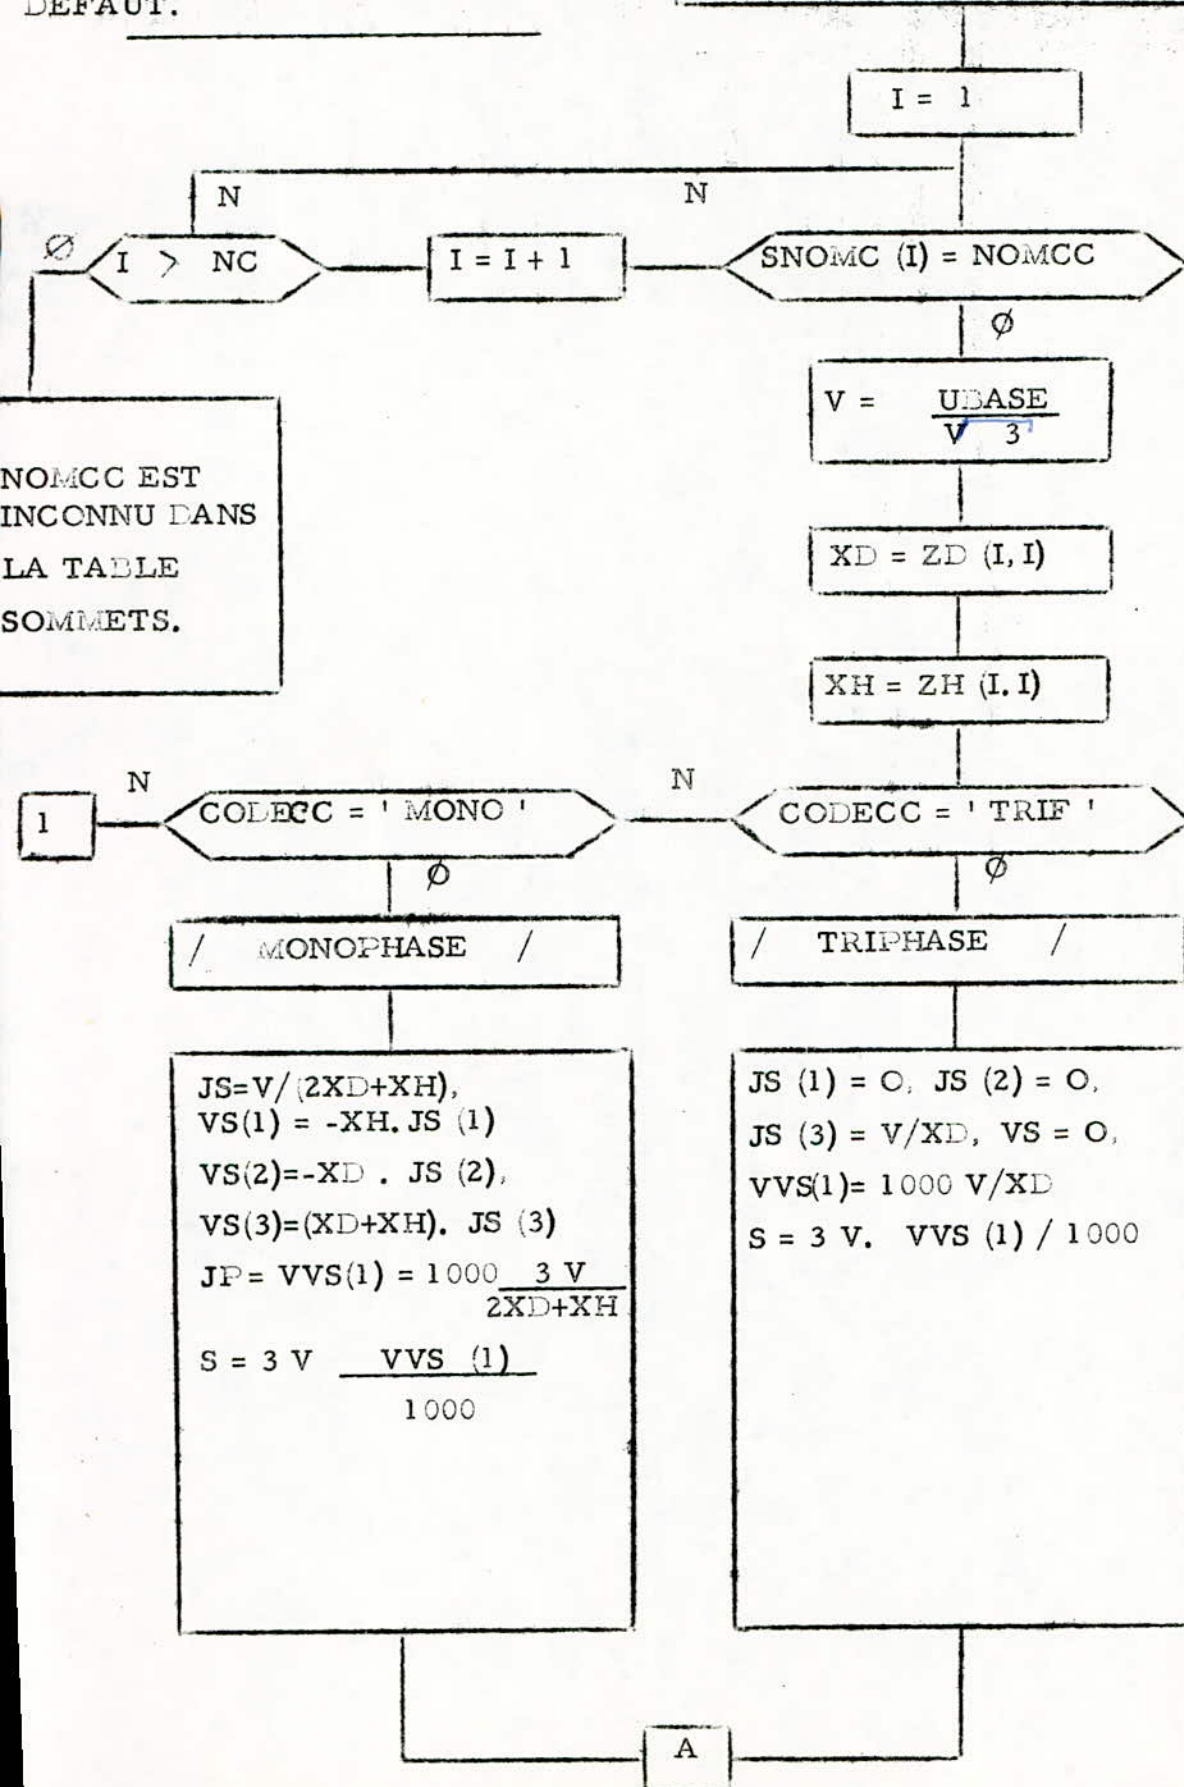 DEFAUT.
I = 1
N N
Ø I > NC I = I + 1 SNOMC (I) = NOMCC
Ø
V = UBASE
√ 3
NOMCC EST
INCONNU DANS
LA TABLE
SOMMETS.
XD = ZD (I, I)
XH = ZH (I. I)
N N
1 CODECC = ' MONO ' CODECC = ' TRIF '
Ø Ø
/ MONOPHASE / / TRIPHASE /
JS=V/(2XD+XH),
VS(1) = -XH. JS (1)
VS(2)=-XD . JS (2),
VS(3)=(XD+XH). JS (3)
JP= VVS(1) = 1000 3 V
2XD+XH
S = 3 V VVS (1)
1000
JS (1) = O, JS (2) = O,
JS (3) = V/XD, VS = O,
VVS(1)= 1000 V/XD
S = 3 V. VVS (1) / 1000
A